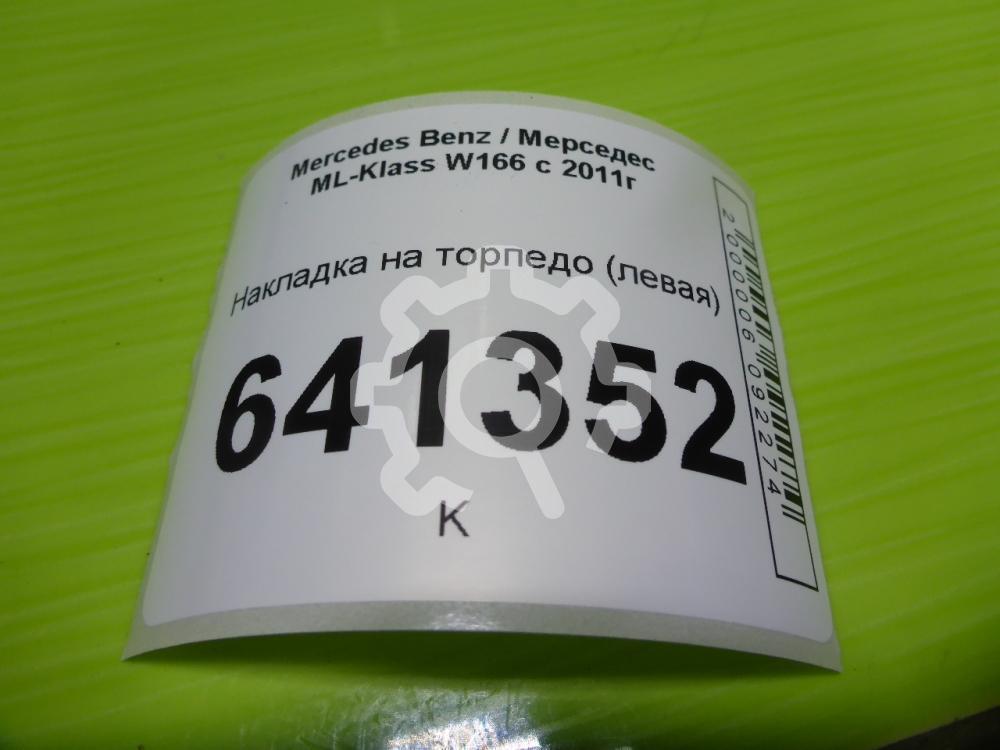 Mercedes Benz / Мерседес
ML-Klass W166 с 2011г
Накладка на торпедо (левая)
641352
К
2000006092274